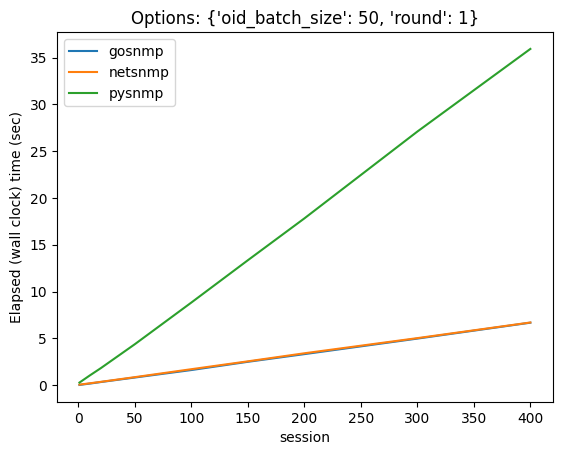 Options: {'oid_batch_size': 50, 'round': 1}
gosnmp
netsnmp
pysnmp
Elapsed (wall clock) time (sec)
35
30
25
20
15
10
5
0
0 50 100 150 200 250 300 350 400
session